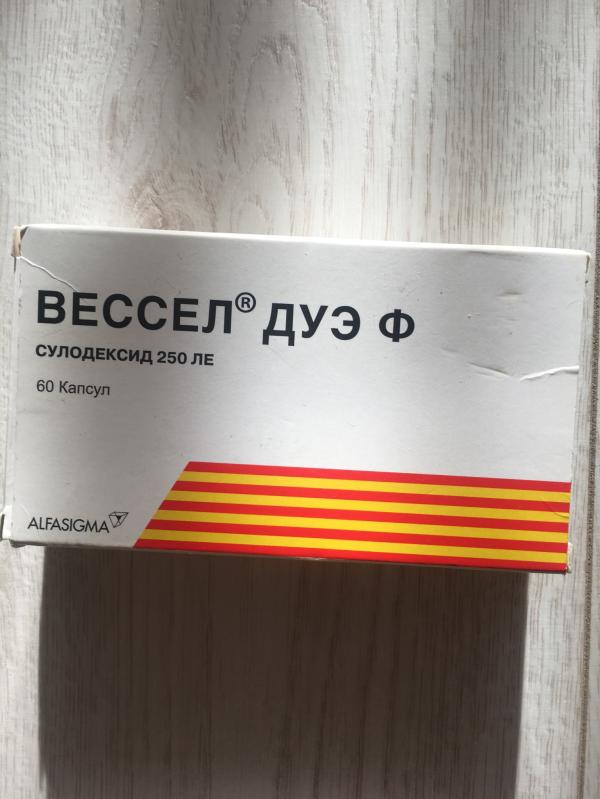 ВЕССЕЛ® ДУЭ Ф
СУЛОДЕКСИД 250 ЛЕ
60 Капсул
ALFASIGMA